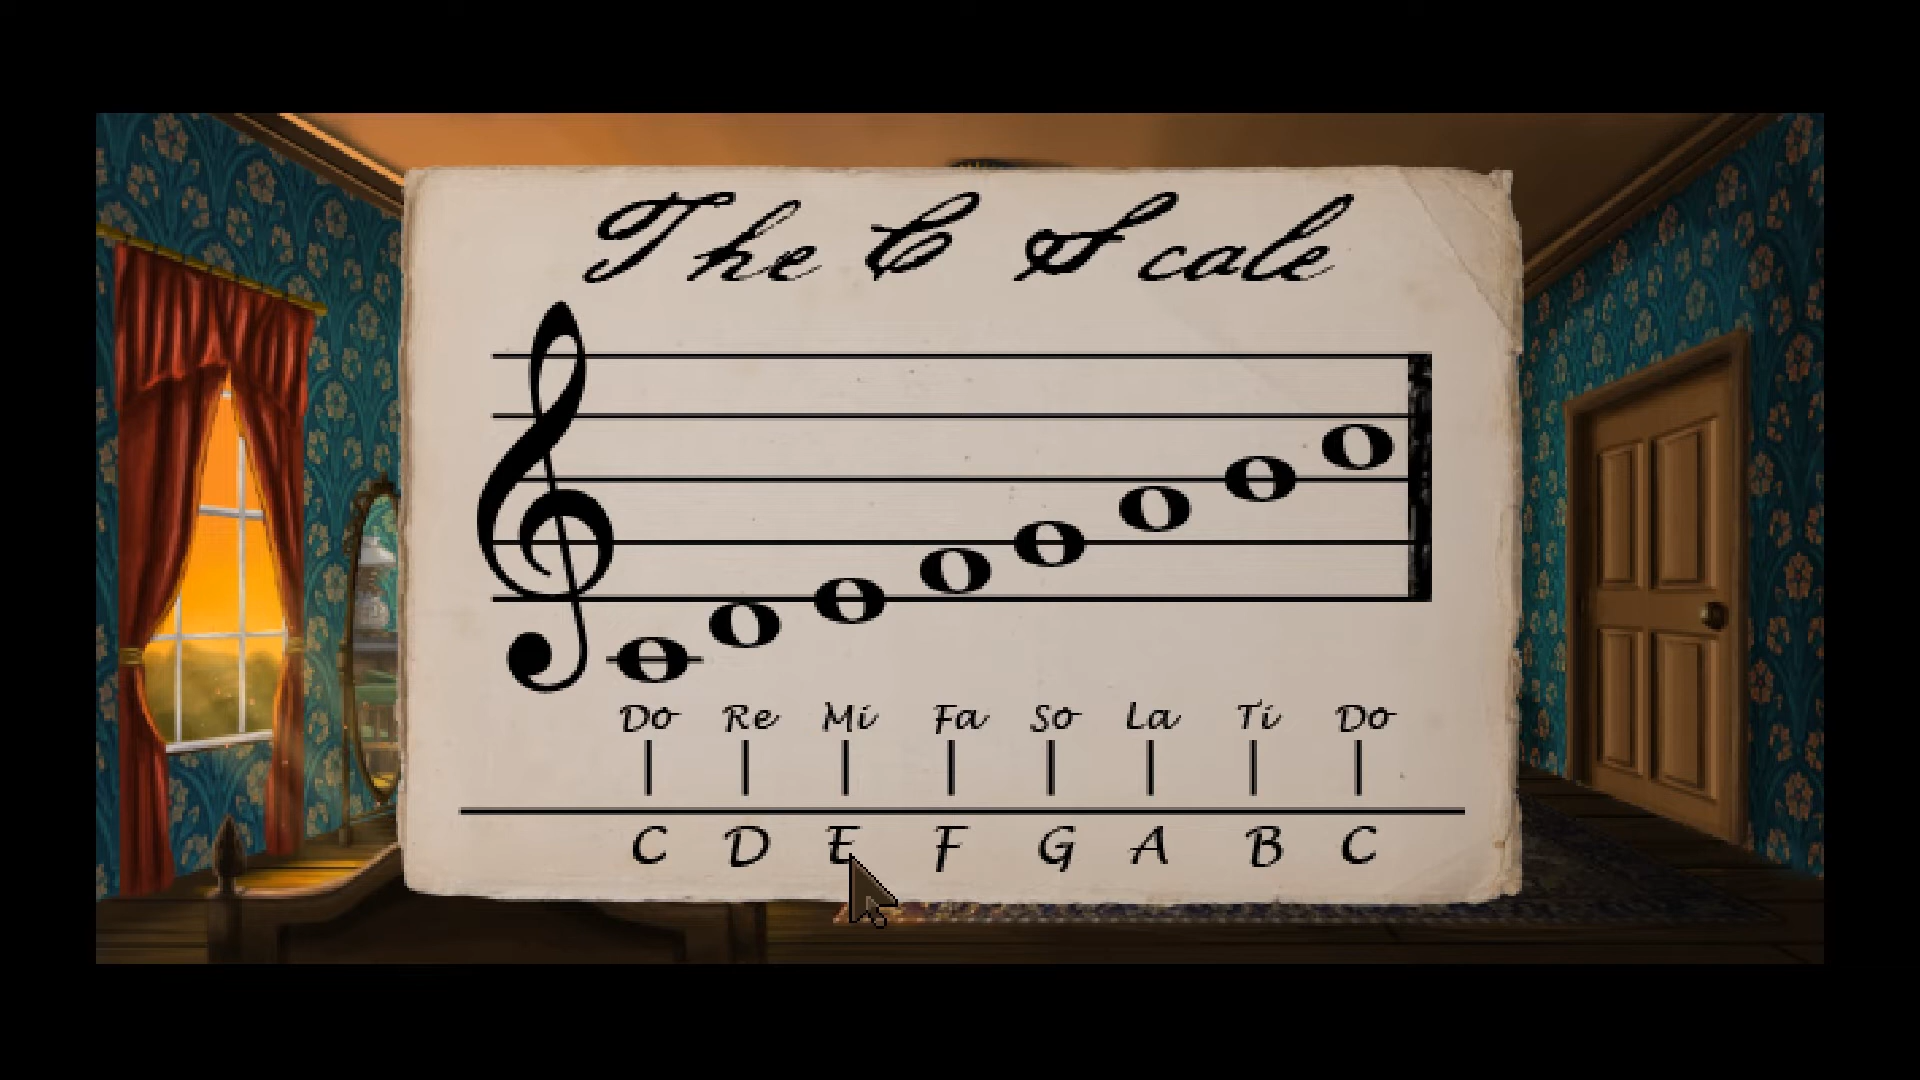 The C Scale
Do Re Mi Fa So La Ti Do
C D E F G A B C